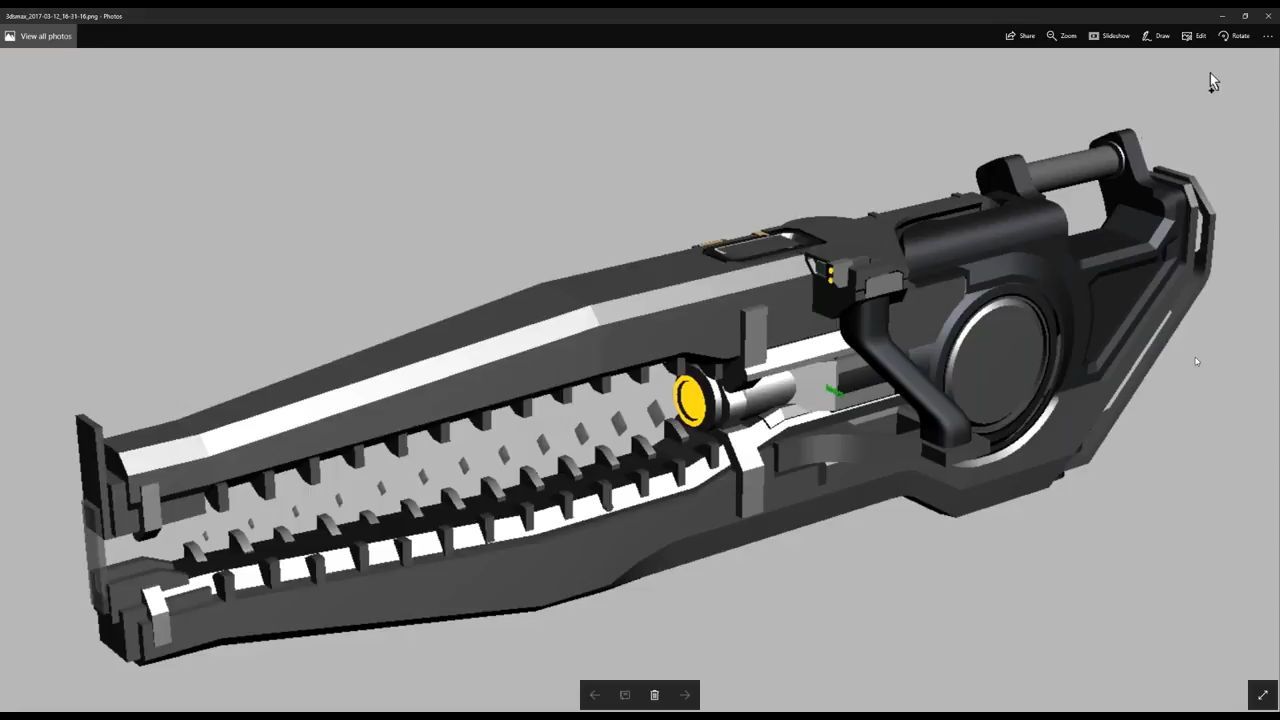 3dsmax_2017-03-12_16-31-16.png - Photos
View all photos
Share
Zoom
Slideshow
Draw
Edit
Rotate